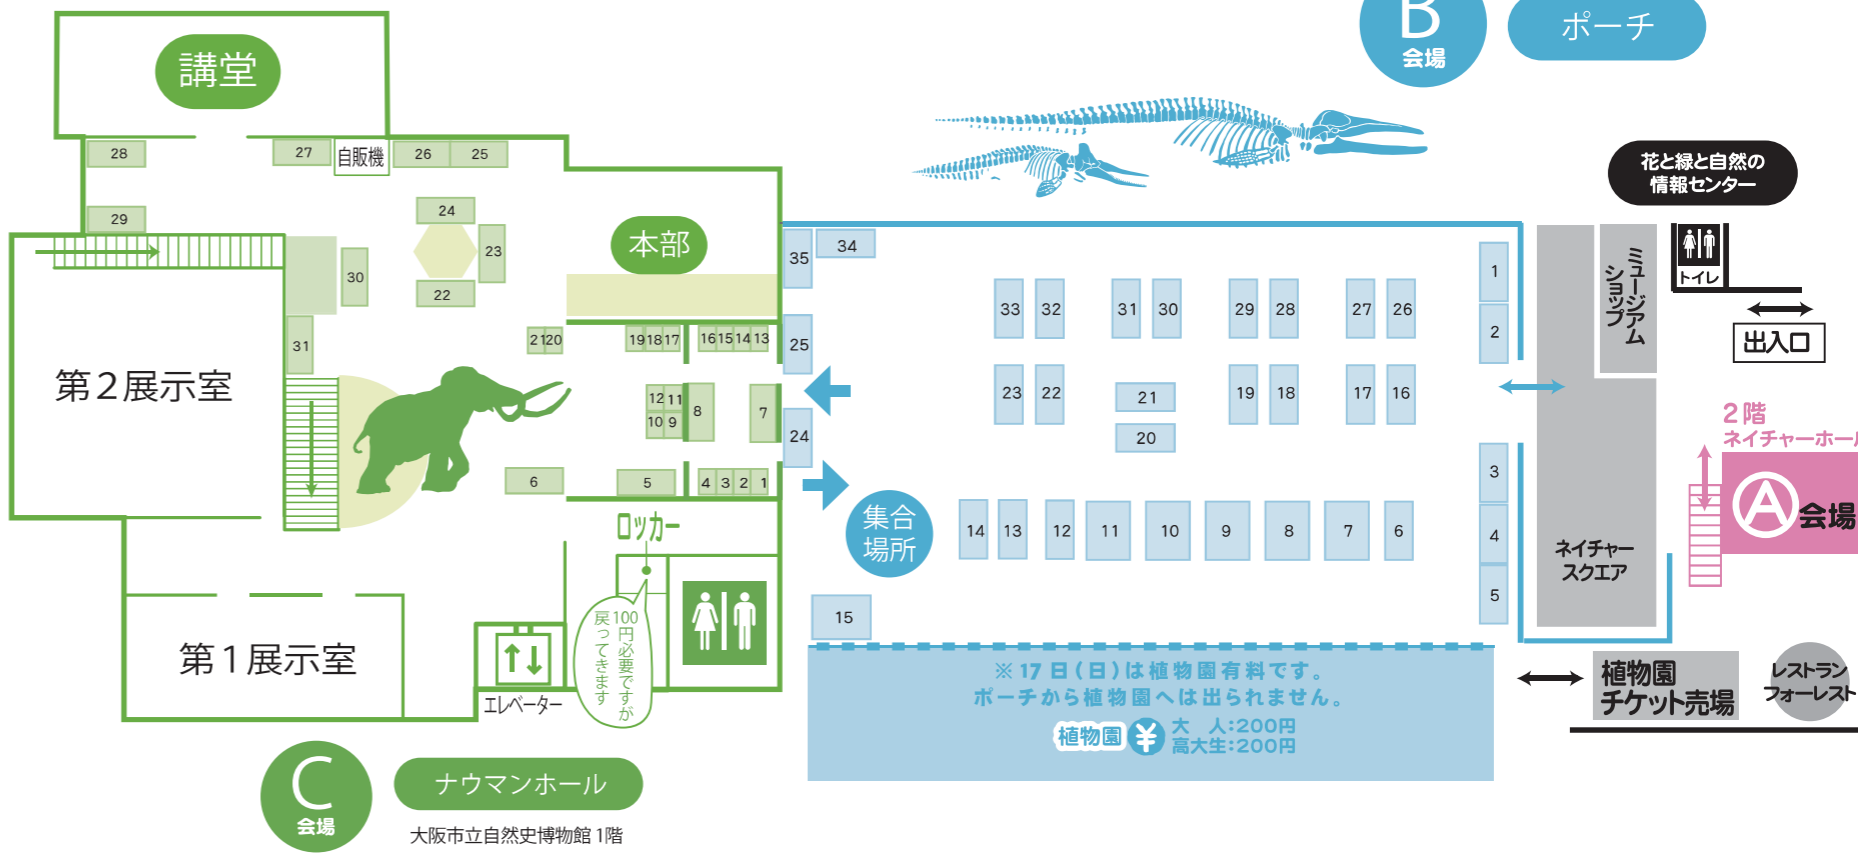 B
会場
ポーチ
講堂
28
27
自販機
26
25
花と緑と自然の
情報センター
29
24
23
30
22
本部
35
34
1
2
ミュージアム
ショップ
トイレ
出入口
33
32
31
30
29
28
27
26
31
21
20
19
18
17
16
15
14
13
25
第2展示室
12
11
10
9
8
7
24
23
22
21
20
19
18
17
16
2階
ネイチャーホール
A
会場
6
5
4
3
2
1
3
4
5
集合
場所
14
13
12
11
10
9
8
7
6
ネイチャー
スクエア
ロッカー
100
円必要ですが
戻ってきます
15
第1展示室
エレベーター
※17日(日)は植物園有料です。
ポーチから植物園へは出られません。
植物園 ¥ 大 人:200円
高大生:200円
植物園
チケット売場
レストラン
フォーレスト
C
会場
ナウマンホール
大阪市立自然史博物館 1階